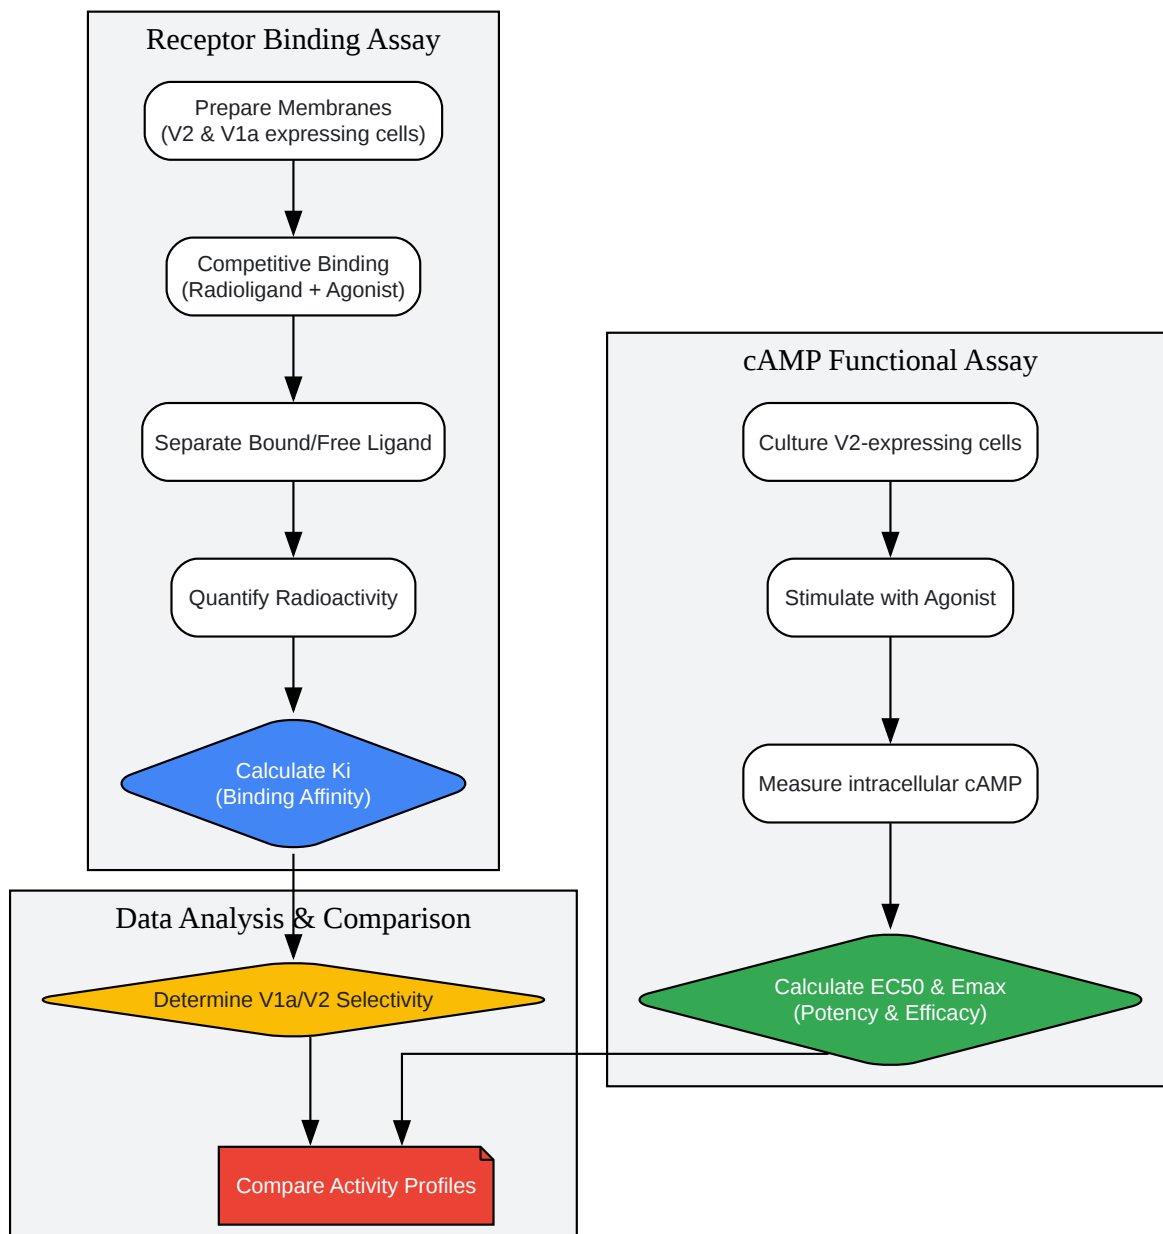 Receptor Binding Assay
Prepare Membranes
(V2 & V1a expressing cells)
Competitive Binding
(Radioligand + Agonist)
Separate Bound/Free Ligand
Quantify Radioactivity
Calculate Ki
(Binding Affinity)
cAMP Functional Assay
Culture V2-expressing cells
Stimulate with Agonist
Measure intracellular cAMP
Calculate EC50 & Emax
(Potency & Efficacy)
Data Analysis & Comparison
Determine V1a/V2 Selectivity
Compare Activity Profiles